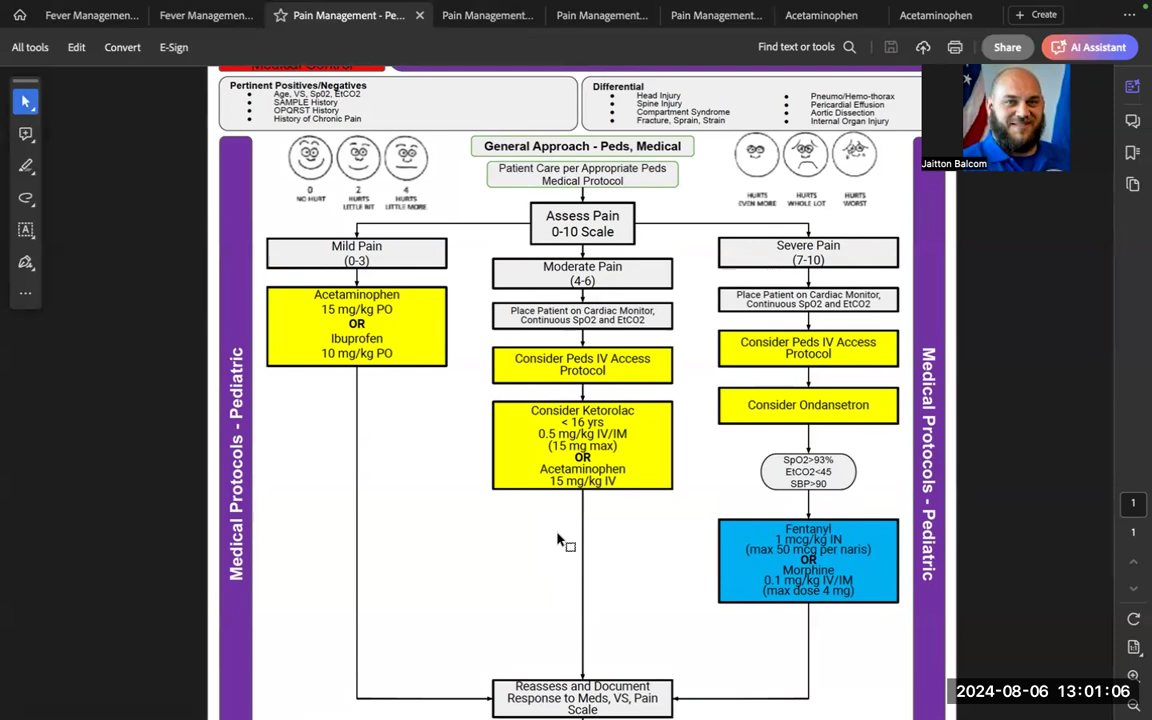 Fever Managemen...
Fever Managemen...
Pain Management - Pe...
Pain Management...
Pain Management...
Pain Management...
Acetaminophen
Acetaminophen
Create
All tools
Edit
Convert
E-Sign
Find text or tools
Share
AI Assistant
Medical Control
Pertinent Positives/Negatives
Age, VS, Sp02, EtCO2
SAMPLE History
OPQRST History
History of Chronic Pain
Differential
Head Injury
Spine Injury
Compartment Syndrome
Fracture, Sprain, Strain
Pneumo/Hemo-thorax
Pericardial Effusion
Aortic Dissection
Internal Organ Injury
Jaitton Balcom
0
NO HURT
2
HURTS
LITTLE BIT
4
HURTS
LITTLE MORE
General Approach - Peds, Medical
Patient Care per Appropriate Peds
Medical Protocol
HURTS
EVEN MORE
HURTS
WHOLE LOT
HURTS
WORST
Assess Pain
0-10 Scale
Mild Pain
(0-3)
Acetaminophen
15 mg/kg PO
OR
Ibuprofen
10 mg/kg PO
Moderate Pain
(4-6)
Place Patient on Cardiac Monitor,
Continuous SpO2 and EtCO2
Consider Peds IV Access
Protocol
Consider Ketorolac
< 16 yrs
0.5 mg/kg IV/IM
(15 mg max)
OR
Acetaminophen
15 mg/kg IV
Severe Pain
(7-10)
Place Patient on Cardiac Monitor,
Continuous SpO2 and EtCO2
Consider Peds IV Access
Protocol
Consider Ondansetron
SpO2>93%
EtCO2<45
SBP>90
Fentanyl
1 mcg/kg IN
(max 50 mcg per naris)
OR
Morphine
0.1 mg/kg IV/IM
(max dose 4 mg)
Reassess and Document
Response to Meds, VS, Pain
Scale
Medical Protocols - Pediatric
Medical Protocols - Pediatric
1
1
2024-08-06 13:01:06